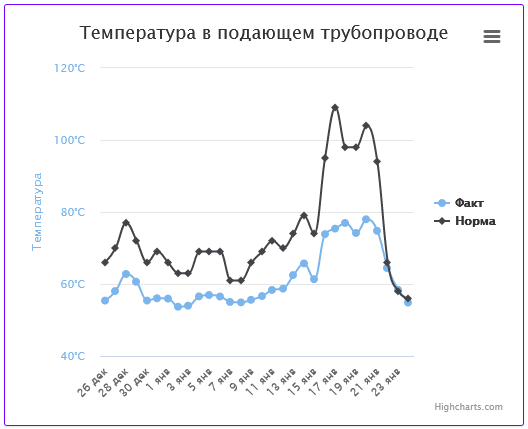 Температура в подающем трубопроводе
120°C
100°C
80°C
60°C
40°C
Температура
Факт
Норма
26 дек
28 дек
30 дек
1 янв
3 янв
5 янв
7 янв
9 янв
11 янв
13 янв
15 янв
17 янв
19 янв
21 янв
23 янв
Highcharts.com